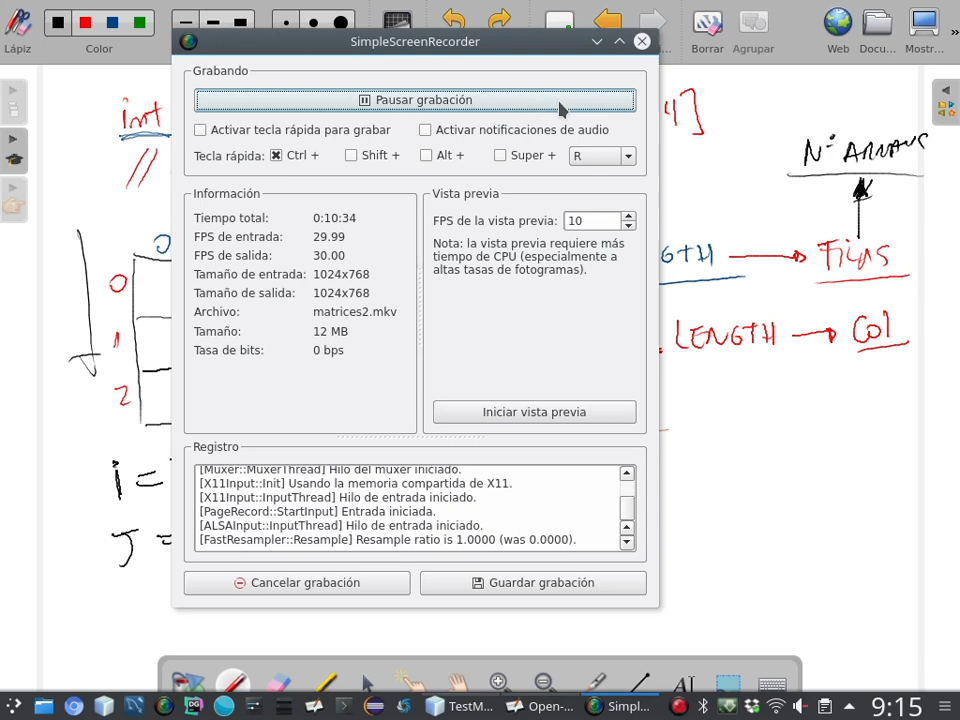 Lápiz
Color
Borrar
Agrupar
Web
Docu...
Mostr...
SimpleScreenRecorder
Grabando
Pausar grabación
Activar tecla rápida para grabar
Activar notificaciones de audio
Tecla rápida: Ctrl + Shift + Alt + Super + R
Información
Tiempo total: 0:10:34
FPS de entrada: 29.99
FPS de salida: 30.00
Tamaño de entrada: 1024x768
Tamaño de salida: 1024x768
Archivo: matrices2.mkv
Tamaño: 12 MB
Tasa de bits: 0 bps
Vista previa
FPS de la vista previa: 10
Nota: la vista previa requiere más
tiempo de CPU (especialmente a
altas tasas de fotogramas).
Iniciar vista previa
Registro
[Muxer::MuxerThread] Hilo del muxer iniciado.
[X11Input::Init] Usando la memoria compartida de X11.
[X11Input::InputThread] Hilo de entrada iniciado.
[PageRecord::StartInput] Entrada iniciada.
[ALSAInput::InputThread] Hilo de entrada iniciado.
[FastResampler::Resample] Resample ratio is 1.0000 (was 0.0000).
Cancelar grabación
Guardar grabación
int
4]
//
0
0
1
2
i =
J =
GTH → Filas
. LENGTH → Col
TestM...
Open-...
Simpl...
9:15